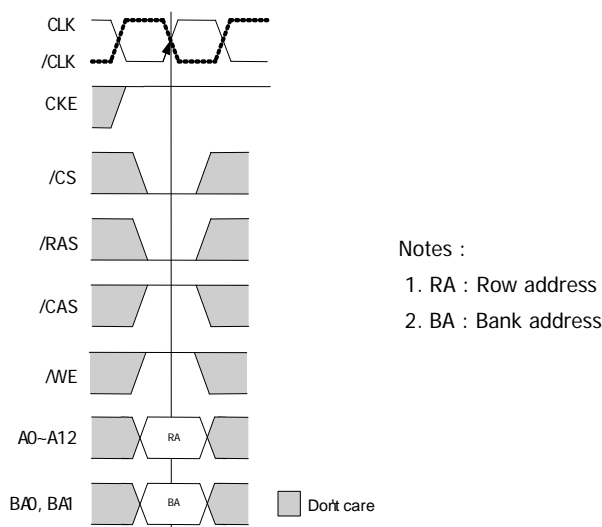 CLK
/CLK
CKE
/CS
/RAS
/CAS
/WE
A0~A12
RA
BA0, BA1
BA
Don't care
Notes :
1. RA : Row address
2. BA : Bank address